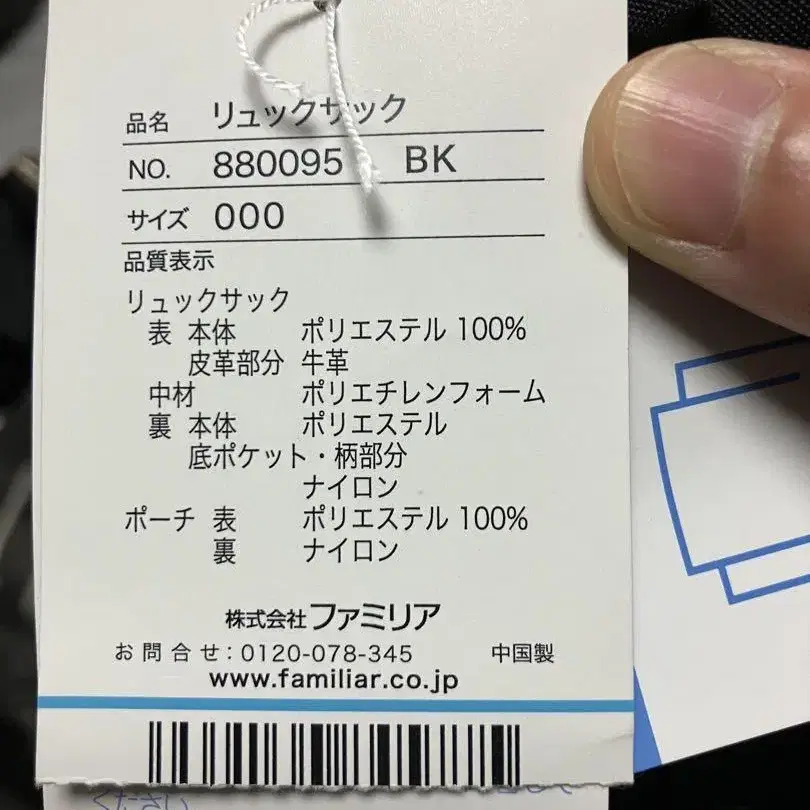 品名 リュックサック
NO. 880095 BK
サイズ 000
品質表示
リュックサック
表 本体 ポリエステル 100%
皮革部分 牛革
中材 ポリエチレンフォーム
裏 本体 ポリエステル
底ポケット・柄部分
ナイロン
ポーチ 表 ポリエステル 100%
裏 ナイロン
株式会社ファミリア
お問合せ:0120-078-345 中国製
www.familiar.co.jp
ください